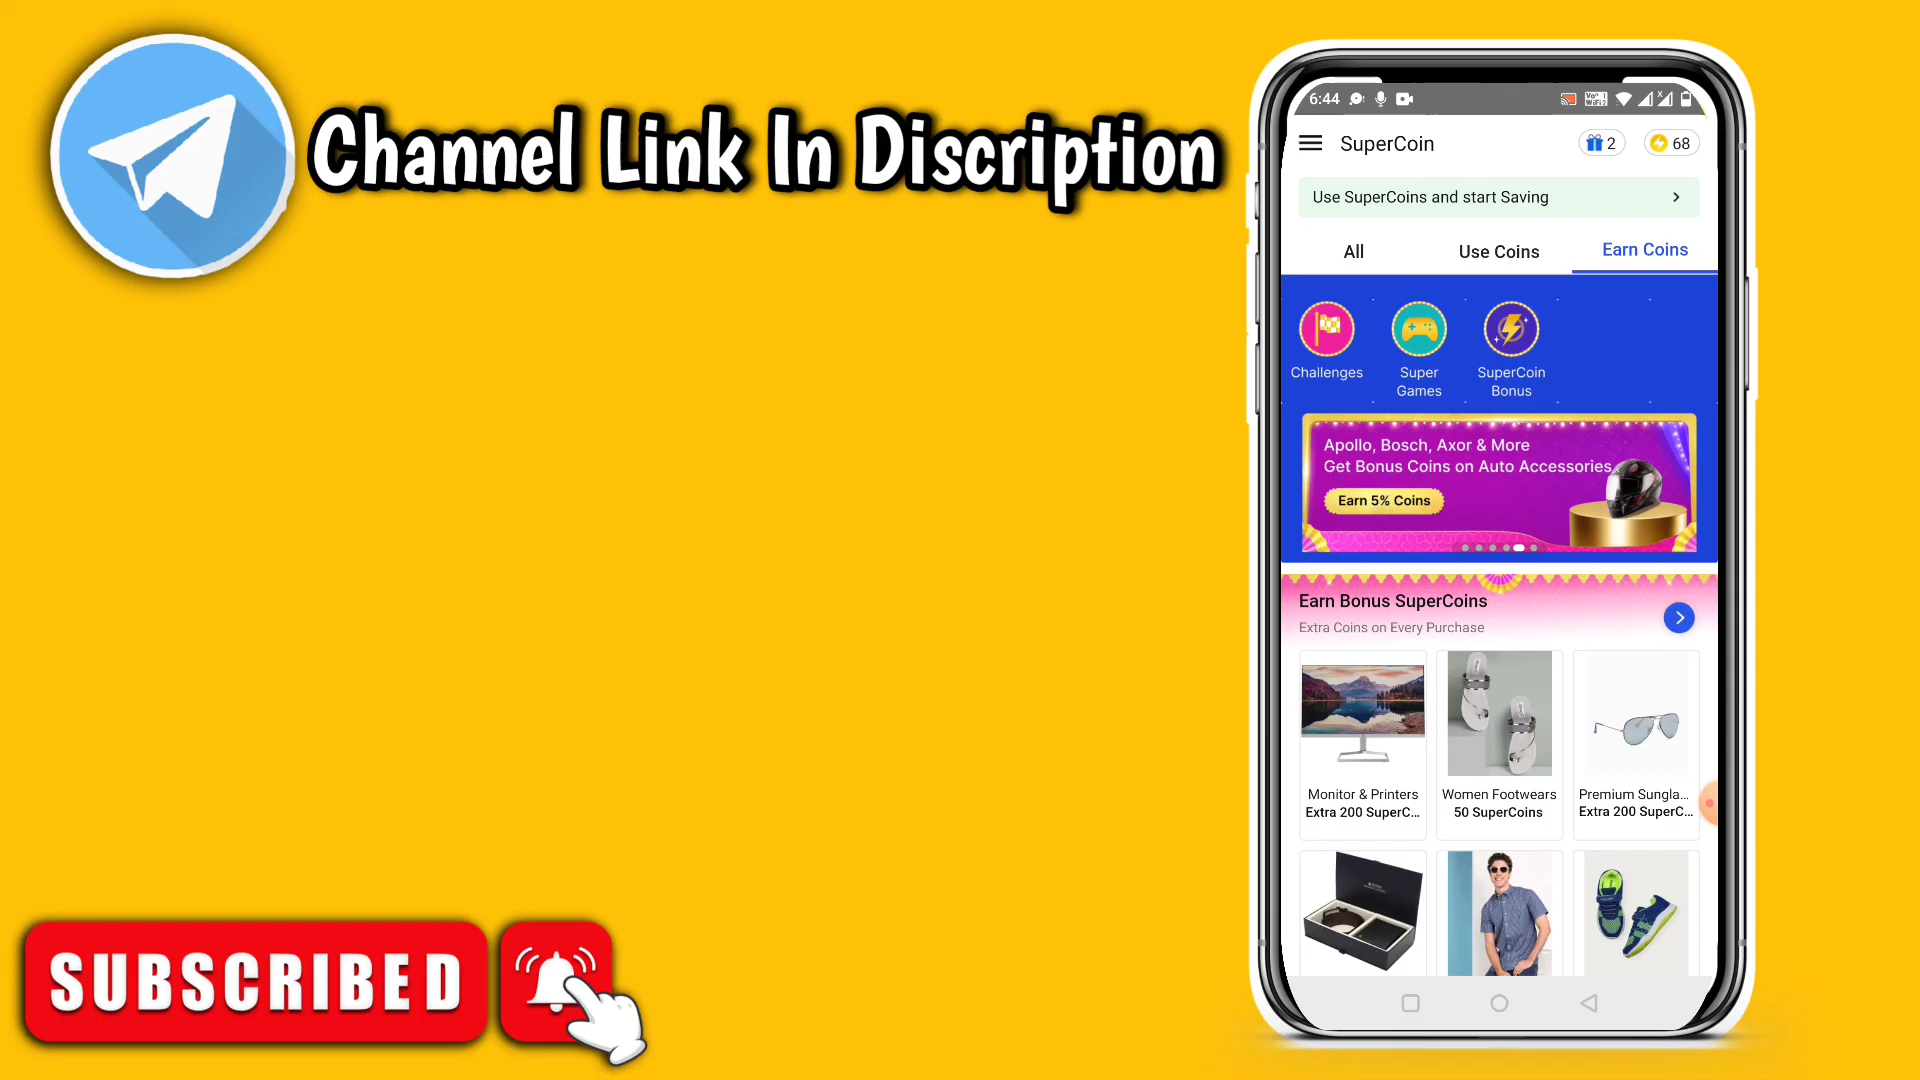 Channel Link In Discription
6:44
SuperCoin
2
68
Use SuperCoins and start Saving
All
Use Coins
Earn Coins
Challenges
Super
Games
SuperCoin
Bonus
Apollo, Bosch, Axor & More
Get Bonus Coins on Auto Accessories
Earn 5% Coins
Earn Bonus SuperCoins
Extra Coins on Every Purchase
Monitor & Printers
Extra 200 SuperC...
Women Footwears
50 SuperCoins
Premium Sungla...
Extra 200 SuperC...
SUBSCRIBED